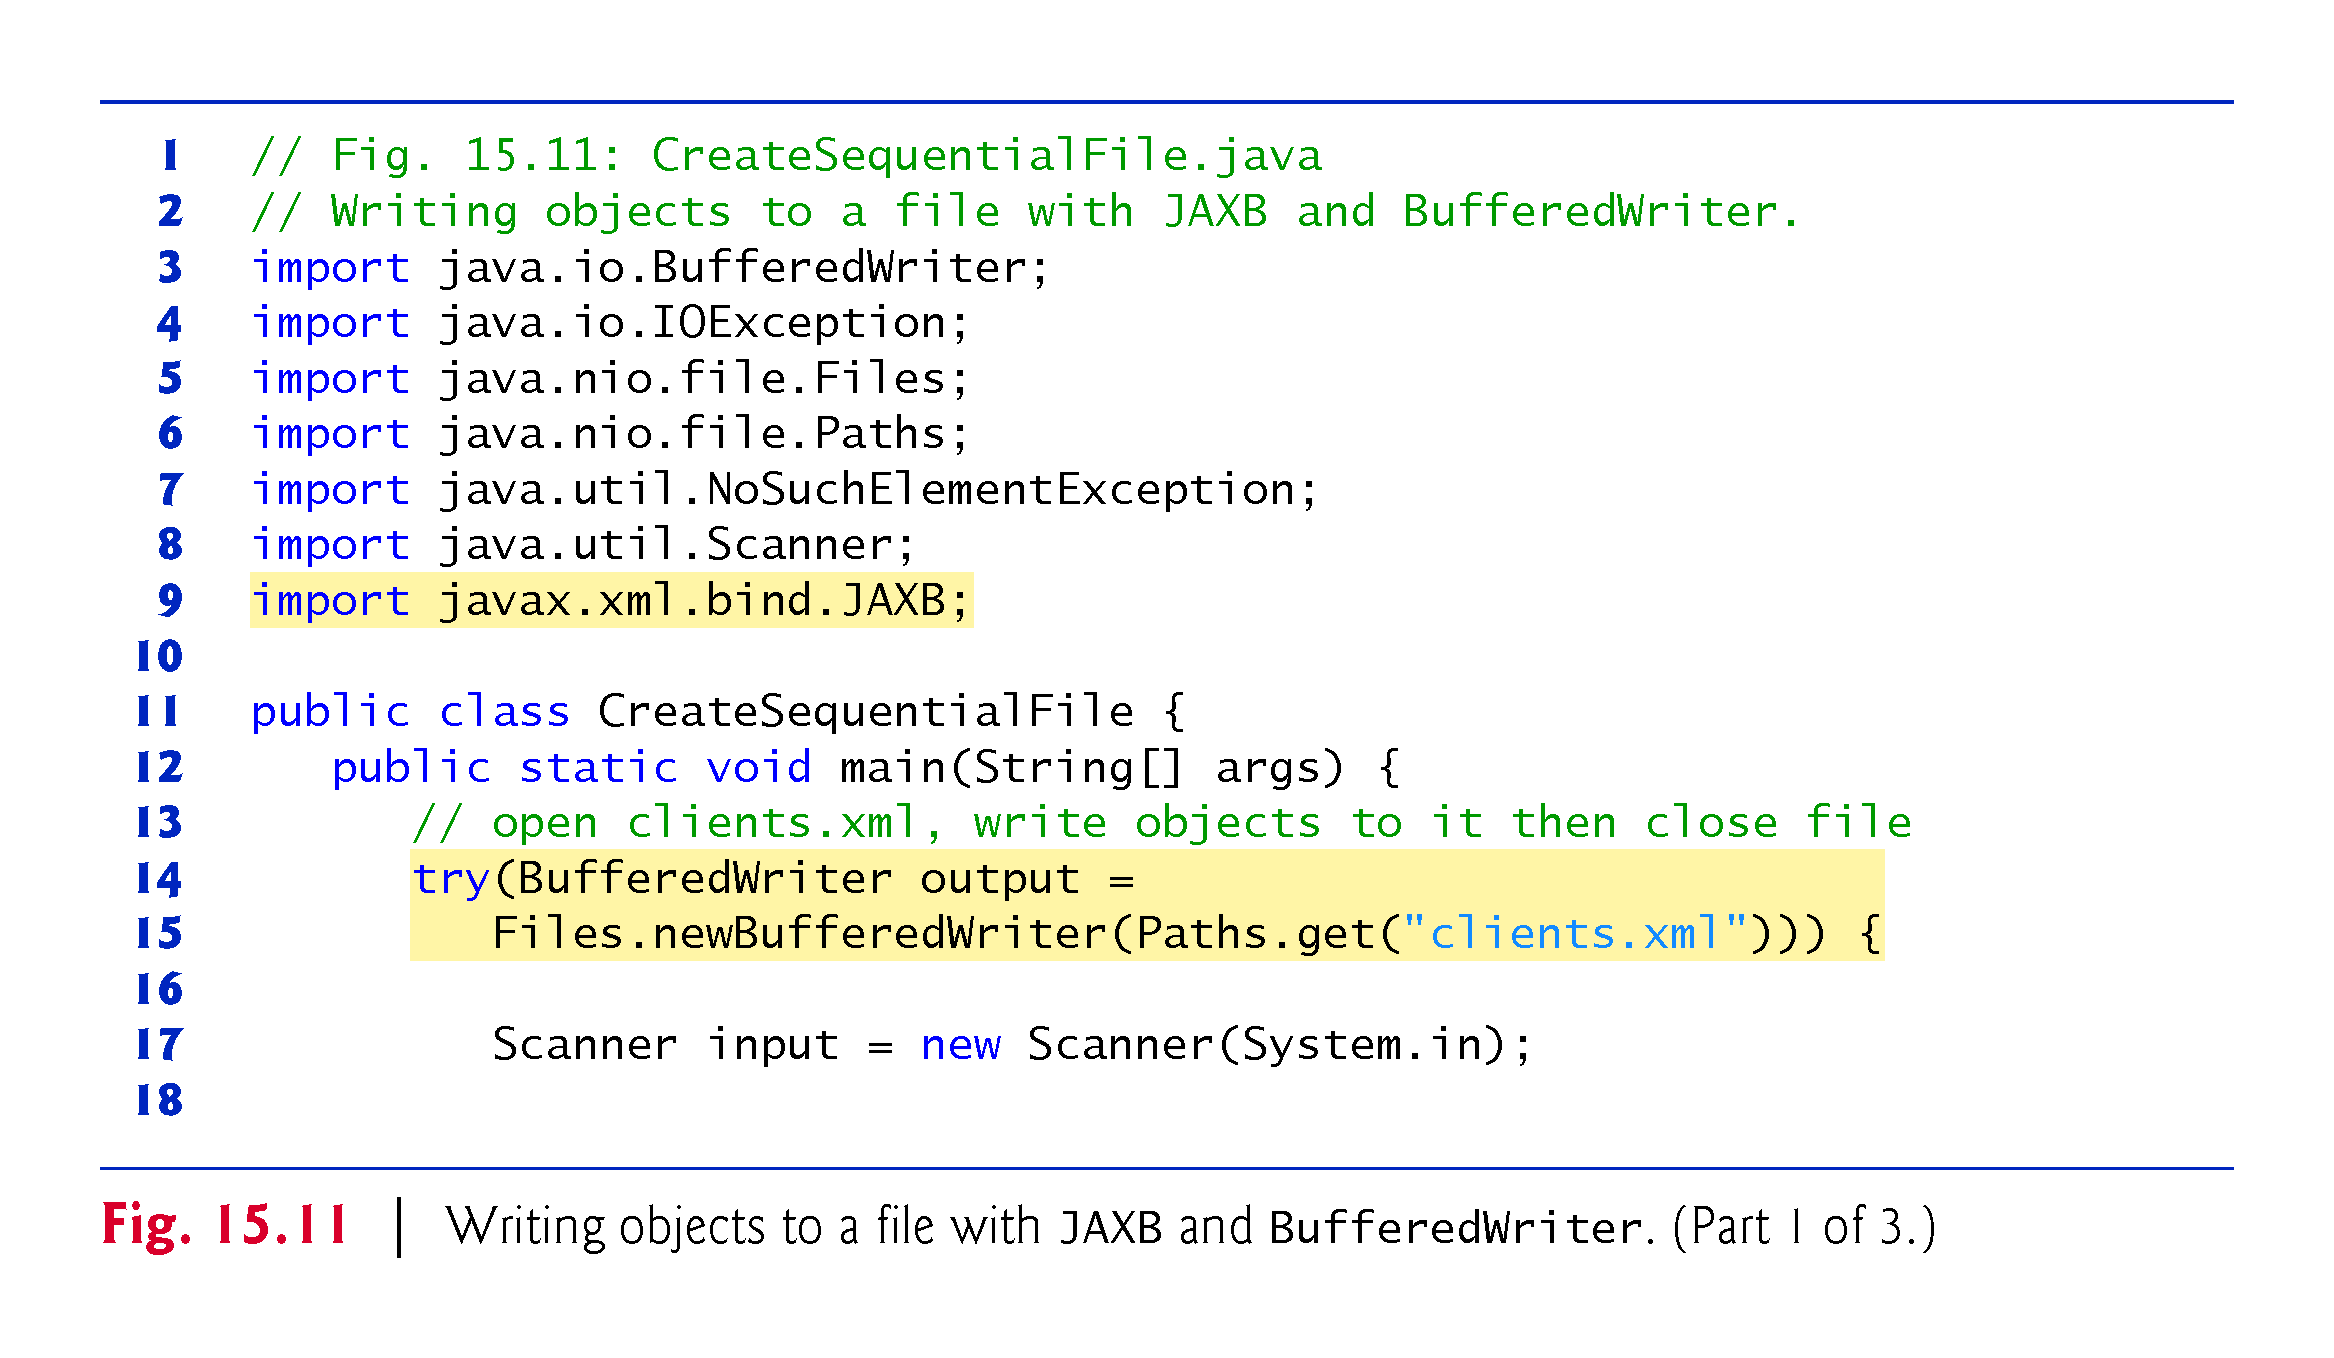 1 // Fig. 15.11: CreateSequentialFile.java
2 // Writing objects to a file with JAXB and BufferedWriter.
3 import java.io.BufferedWriter;
4 import java.io.IOException;
5 import java.nio.file.Files;
6 import java.nio.file.Paths;
7 import java.util.NoSuchElementException;
8 import java.util.Scanner;
9 import javax.xml.bind.JAXB;
10
11 public class CreateSequentialFile {
12    public static void main(String[] args) {
13       // open clients.xml, write objects to it then close file
14       try(BufferedWriter output =
15          Files.newBufferedWriter(Paths.get("clients.xml"))) {
16
17          Scanner input = new Scanner(System.in);
18
Fig. 15.11 | Writing objects to a file with JAXB and BufferedWriter. (Part 1 of 3.)